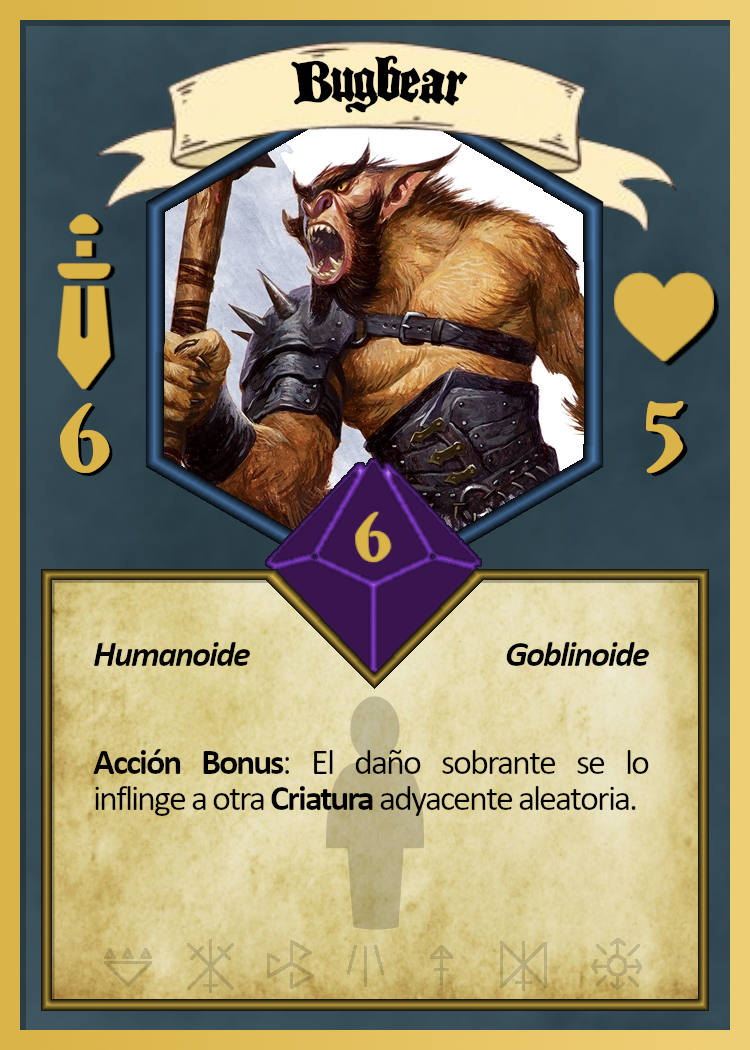 Bugbear
6
5
6
Humanoide Goblinoide
Acción Bonus: El daño sobrante se lo
inflinge a otra Criatura adyacente aleatoria.